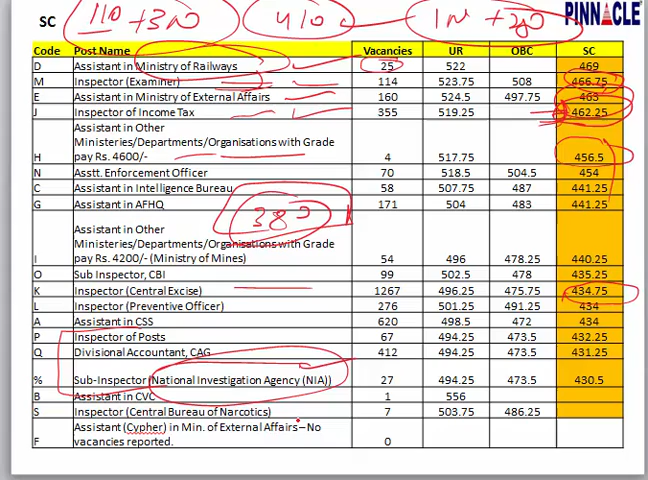 SC 110 + 300 410 1N + 380 PINNACLE
Code Post Name Vacancies UR OBC SC
D Assistant in Ministry of Railways 25 522 469
M Inspector (Examiner) 114 523.75 508 466.75
E Assistant in Ministry of External Affairs 160 524.5 497.75 463
J Inspector of Income Tax 355 519.25 462.25
Assistant in Other
Ministries/Departments/Organisations with Grade
H pay Rs. 4600/- 4 517.75 456.5
N Asstt. Enforcement Officer 70 518.5 504.5 454
C Assistant in Intelligence Bureau 58 507.75 487 441.25
G Assistant in AFHQ 171 504 483 441.25
380
Assistant in Other
Ministries/Departments/Organisations with Grade
I pay Rs. 4200/- (Ministry of Mines) 54 496 478.25 440.25
O Sub Inspector, CBI 99 502.5 478 435.25
K Inspector (Central Excise) 1267 496.25 475.75 434.75
L Inspector (Preventive Officer) 276 501.25 491.25 434
A Assistant in CSS 620 498.5 472 434
P Inspector of Posts 67 494.25 473.5 432.25
Q Divisional Accountant, CAG 412 494.25 473.5 431.25
% Sub-Inspector (National Investigation Agency (NIA)) 27 494.25 473.5 430.5
B Assistant in CVC 1 556
S Inspector (Central Bureau of Narcotics) 7 503.75 486.25
Assistant (Cypher) in Min. of External Affairs–No
F vacancies reported. 0